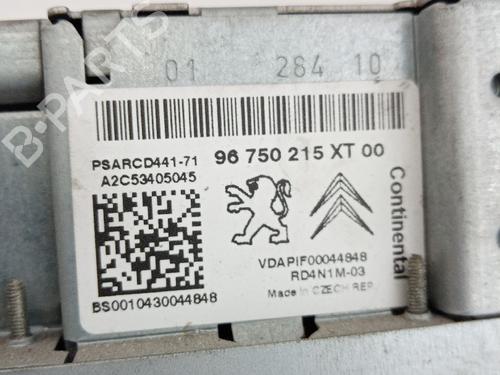 01 284 10
PSARCD441-71 96 750 215 XT 00
A2C53405045
Continental
VDAPIF00044848
RD4N1M-03
Made in CZECH REP
BS0010430044848
B-PARTS